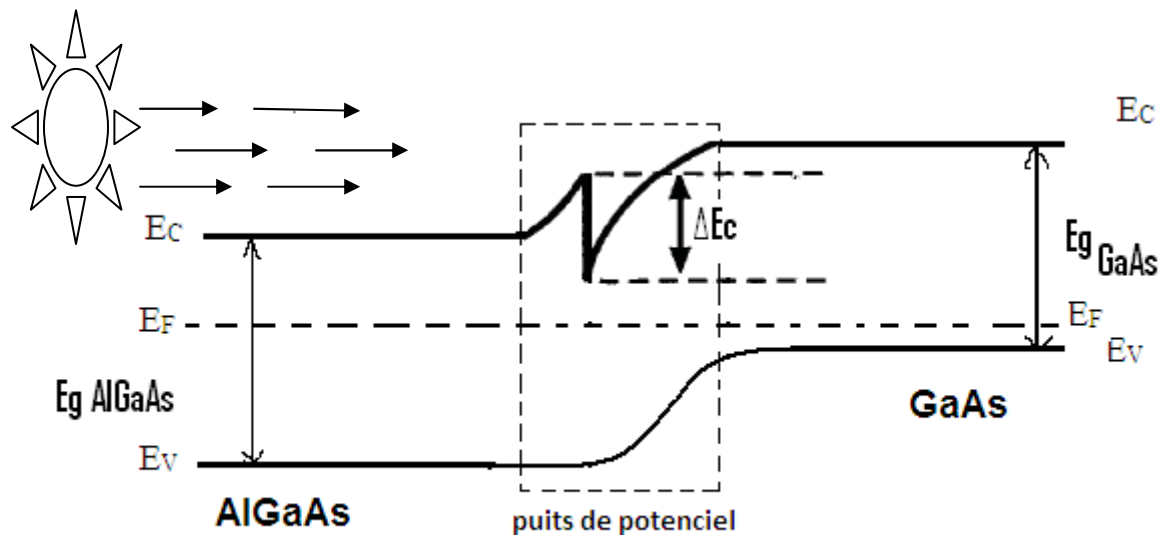 Ec
Ec
ΔEc
Eg GaAs
EF
EF
Ev
Eg AlGaAs
GaAs
Ev
AlGaAs
puits de potenciel